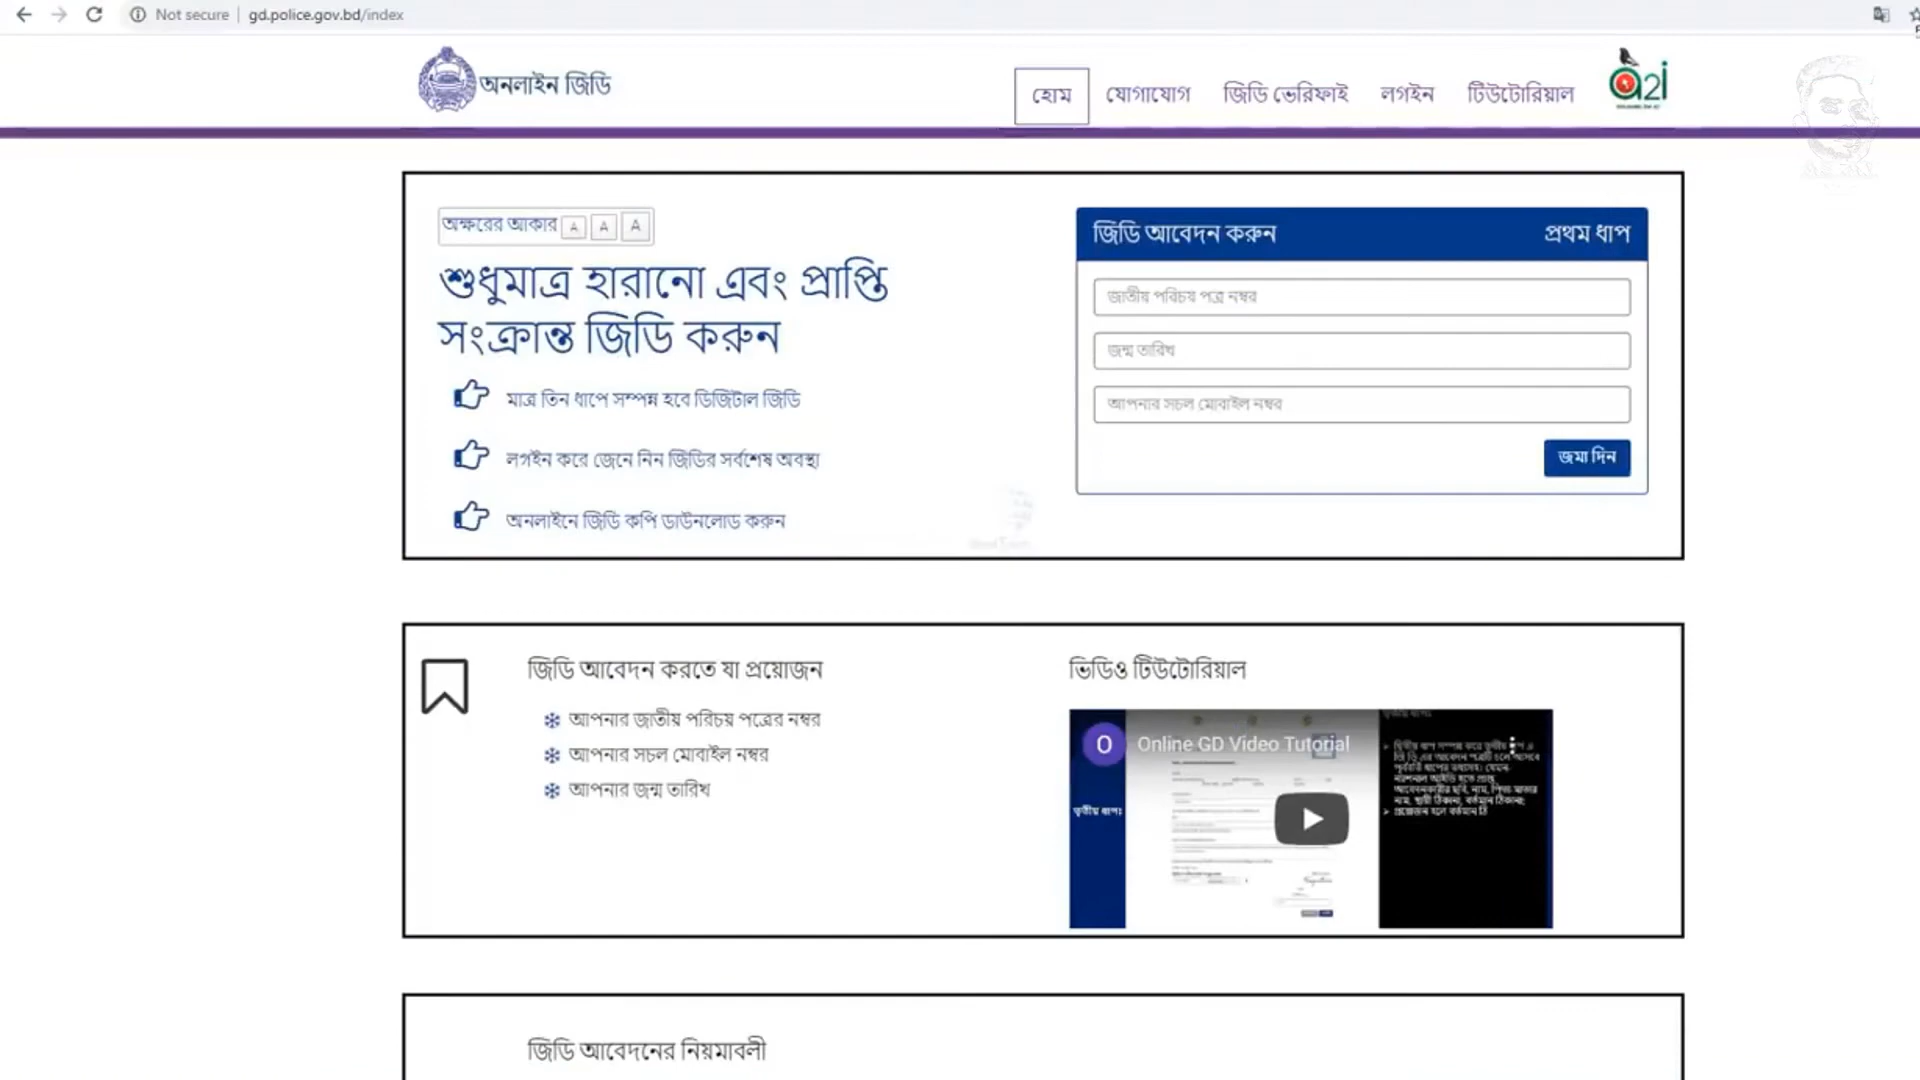 Not secure | gd.police.gov.bd/index
অনলাইন জিডি
হোম
যোগাযোগ
জিডি ভেরিফাই
লগইন
টিউটোরিয়াল
a2i
অক্ষরের আকার A A A
শুধুমাত্র হারানো এবং প্রাপ্তি
সংক্রান্ত জিডি করুন
মাত্র তিন ধাপে সম্পন্ন হবে ডিজিটাল জিডি
লগইন করে জেনে নিন জিডির সর্বশেষ অবস্থা
অনলাইনে জিডি কপি ডাউনলোড করুন
জিডি আবেদন করুন
প্রথম ধাপ
জাতীয় পরিচয় পত্র নম্বর
জন্ম তারিখ
আপনার সচল মোবাইল নম্বর
জমা দিন
জিডি আবেদন করতে যা প্রয়োজন
আপনার জাতীয় পরিচয় পত্রের নম্বর
আপনার সচল মোবাইল নম্বর
আপনার জন্ম তারিখ
ভিডিও টিউটোরিয়াল
O
Online GD Video Tutorial
তৃতীয় ধাপঃ
জিডি আবেদনের নিয়মাবলী